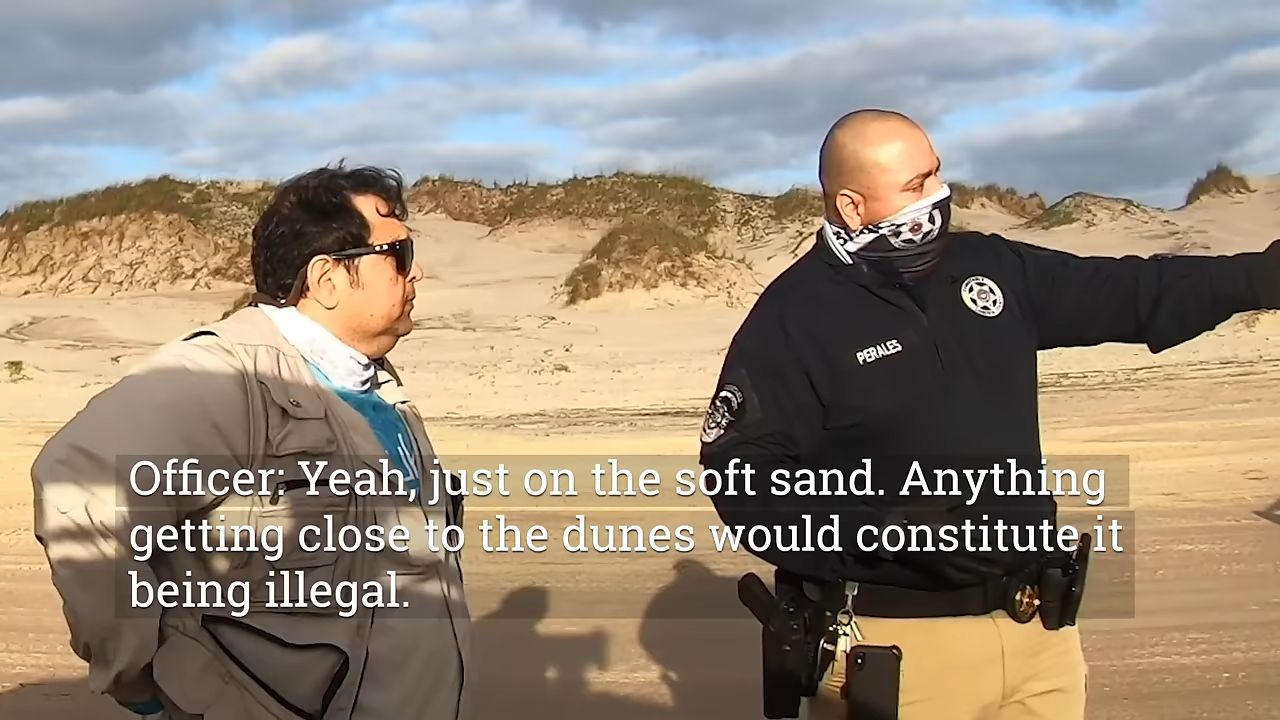 PERALES
Officer: Yeah, just on the soft sand. Anything
getting close to the dunes would constitute it
being illegal.